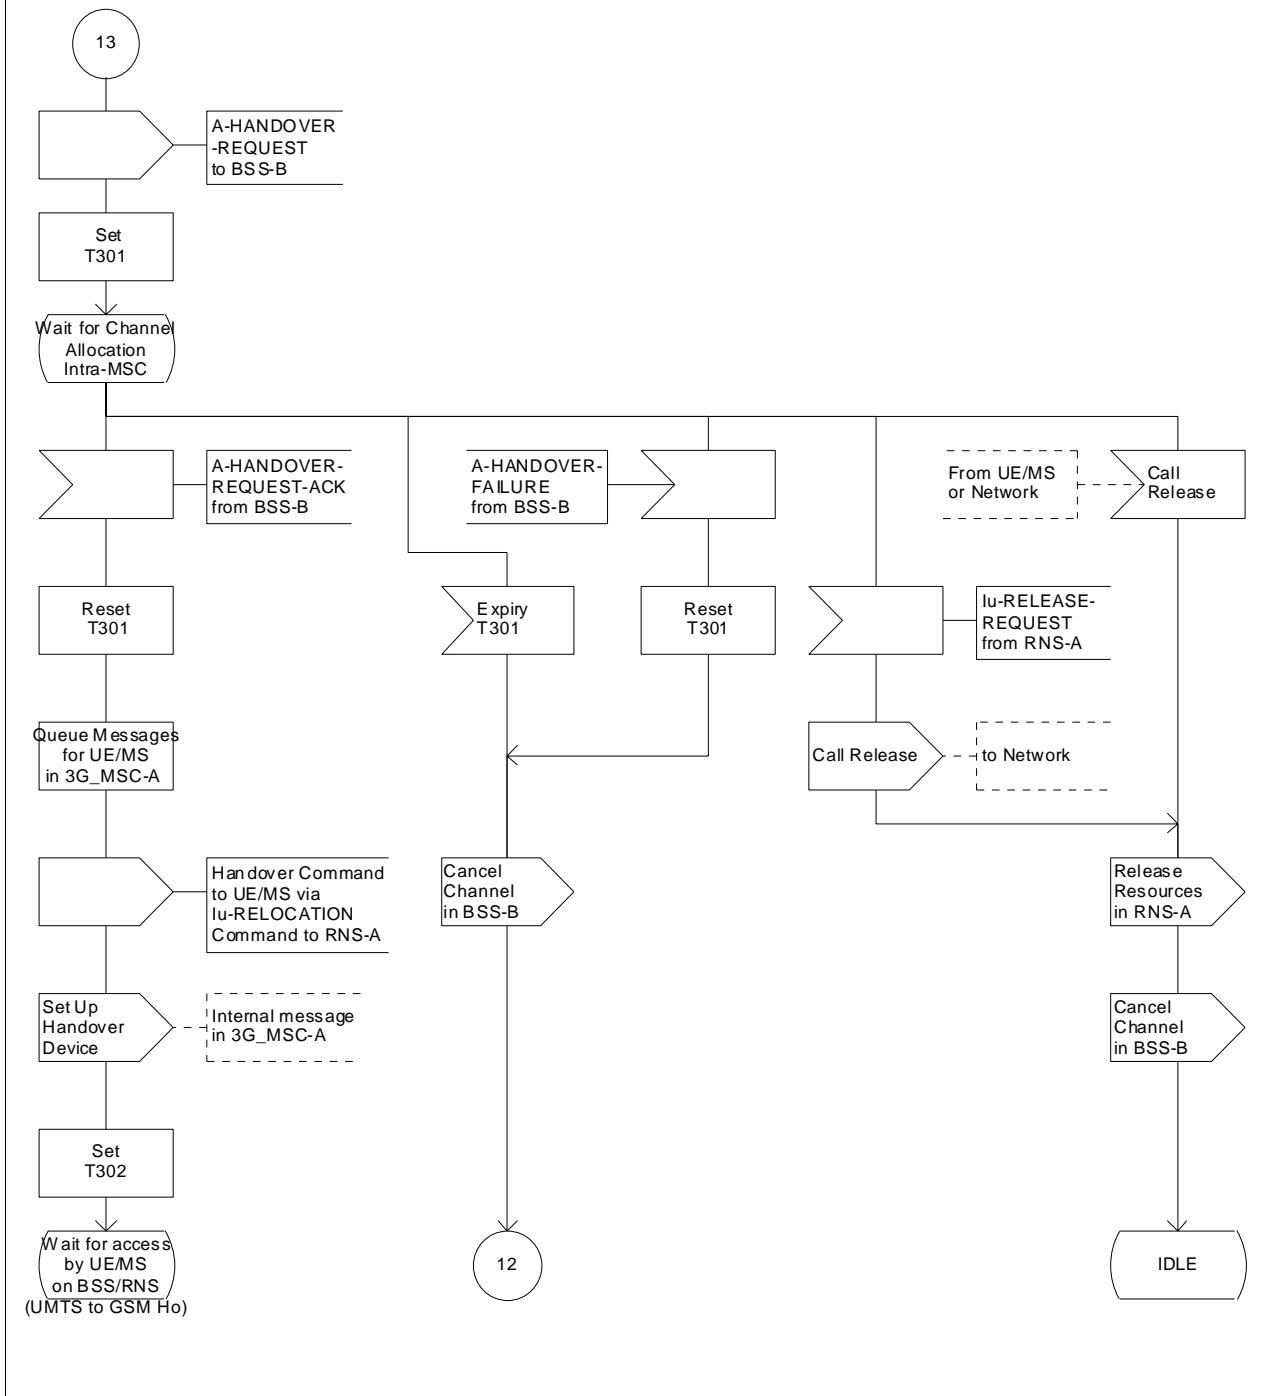 13
A-HANDOVER
-REQUEST
to BSS-B
Set
T301
Wait for Channel
Allocation
Intra-MSC
A-HANDOVER-
REQUEST-ACK
from BSS-B
A-HANDOVER-
FAILURE
from BSS-B
From UE/MS
or Network
Call
Release
Reset
T301
Expiry
T301
Reset
T301
Iu-RELEASE-
REQUEST
from RNS-A
Queue Messages
for UE/MS
in 3G_MSC-A
Call Release
to Network
Handover Command
to UE/MS via
Iu-RELOCATION
Command to RNS-A
Cancel
Channel
in BSS-B
Release
Resources
in RNS-A
Set Up
Handover
Device
Internal message
in 3G_MSC-A
Cancel
Channel
in BSS-B
Set
T302
Wait for access
by UE/MS
on BSS/RNS
(UMTS to GSM Ho)
12
IDLE